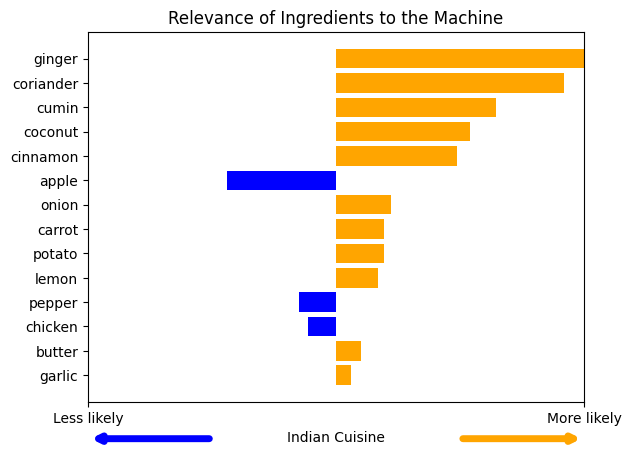 Relevance of Ingredients to the Machine
ginger
coriander
cumin
coconut
cinnamon
apple
onion
carrot
potato
lemon
pepper
chicken
butter
garlic
Less likely More likely
Indian Cuisine